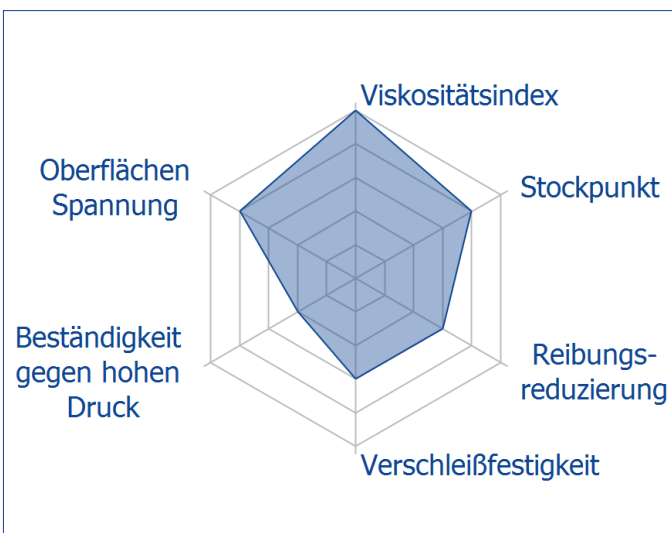 Viskositätsindex
Oberflächen
Spannung
Stockpunkt
Beständigkeit
gegen hohen
Druck
Reibungs-
reduzierung
Verschleißfestigkeit